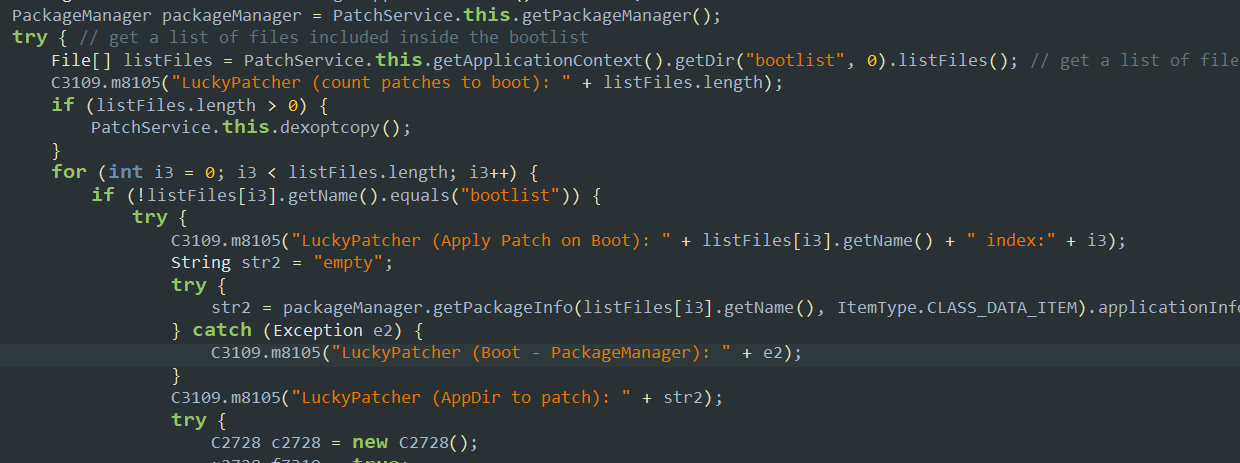 PackageManager packageManager = PatchService.this.getPackageManager();
try { // get a list of files included inside the bootlist
File[] listFiles = PatchService.this.getApplicationContext().getDir("bootlist", 0).listFiles(); // get a list of file
C3109.m8105("LuckyPatcher (count patches to boot): " + listFiles.length);
if (listFiles.length > 0) {
PatchService.this.dexoptcopy();
}
for (int i3 = 0; i3 < listFiles.length; i3++) {
if (!listFiles[i3].getName().equals("bootlist")) {
try {
C3109.m8105("LuckyPatcher (Apply Patch on Boot): " + listFiles[i3].getName() + " index:" + i3);
String str2 = "empty";
try {
str2 = packageManager.getPackageInfo(listFiles[i3].getName(), ItemType.CLASS_DATA_ITEM).applicationInfo
} catch (Exception e2) {
C3109.m8105("LuckyPatcher (Boot - PackageManager): " + e2);
}
C3109.m8105("LuckyPatcher (AppDir to patch): " + str2);
try {
C2728 c2728 = new C2728();